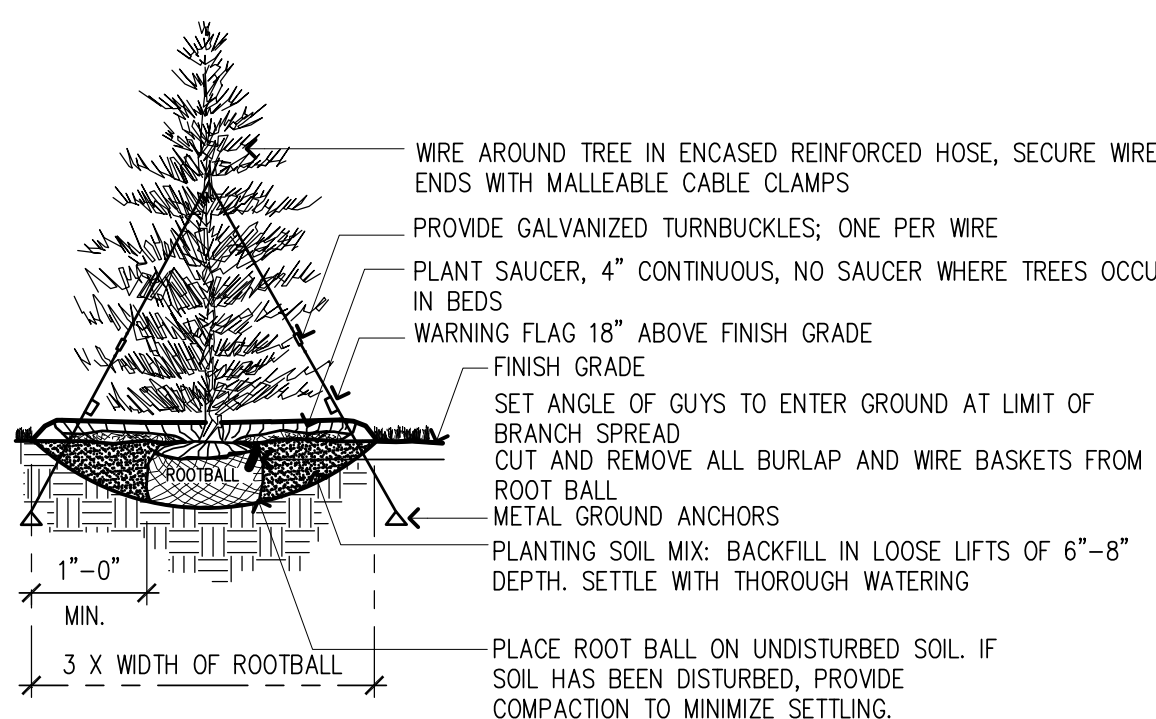 WIRE AROUND TREE IN ENCASED REINFORCED HOSE, SECURE WIRE
ENDS WITH MALLEABLE CABLE CLAMPS
PROVIDE GALVANIZED TURNBUCKLES; ONE PER WIRE
PLANT SAUCER, 4" CONTINUOUS, NO SAUCER WHERE TREES OCCU
IN BEDS
WARNING FLAG 18" ABOVE FINISH GRADE
FINISH GRADE
SET ANGLE OF GUYS TO ENTER GROUND AT LIMIT OF
BRANCH SPREAD
CUT AND REMOVE ALL BURLAP AND WIRE BASKETS FROM
ROOT BALL
ROOTBALL
METAL GROUND ANCHORS
PLANTING SOIL MIX: BACKFILL IN LOOSE LIFTS OF 6"-8"
DEPTH. SETTLE WITH THOROUGH WATERING
1"-0"
MIN.
3 X WIDTH OF ROOTBALL
PLACE ROOT BALL ON UNDISTURBED SOIL. IF
SOIL HAS BEEN DISTURBED, PROVIDE
COMPACTION TO MINIMIZE SETTLING.